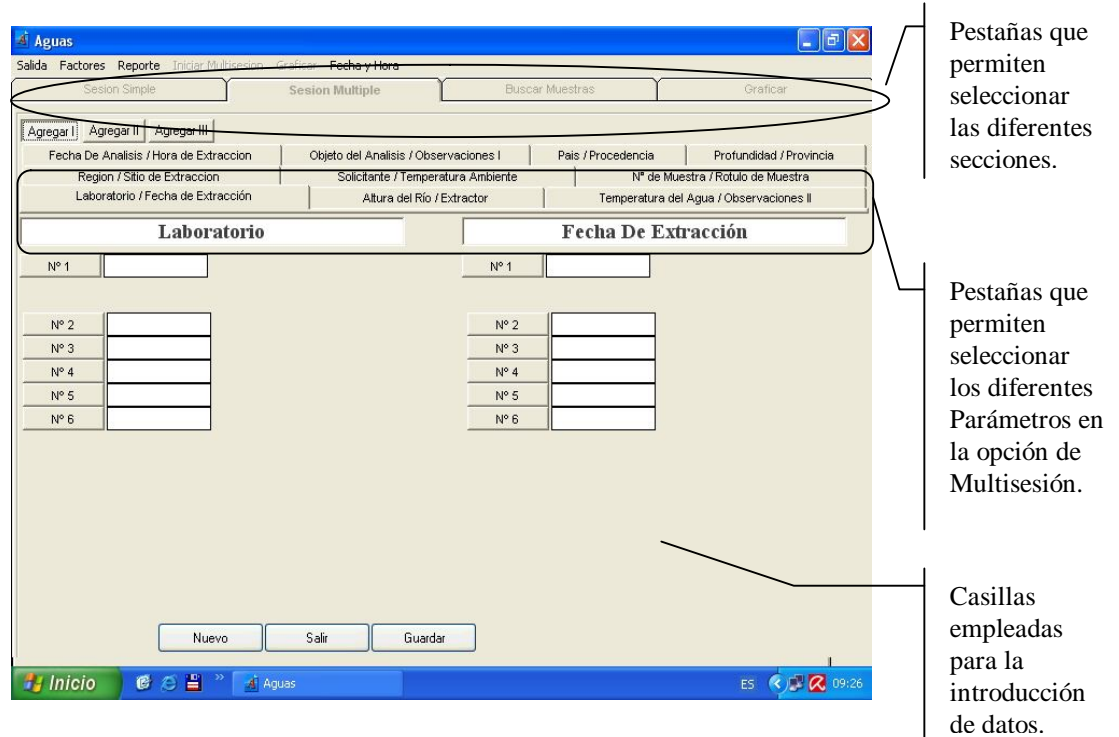 Aguas
Salida Factores Reporte Iniciar Multisesion Graficar Fecha y Hora
Sesion Simple Sesion Multiple Buscar Muestras Graficar
Agregar I Agregar II Agregar III
Fecha De Analisis / Hora de Extraccion Objeto del Analisis / Observaciones I Pais / Procedencia Profundidad / Provincia
Region / Sitio de Extraccion Solicitante / Temperatura Ambiente Nº de Muestra / Rotulo de Muestra
Laboratorio / Fecha de Extracción Altura del Río / Extractor Temperatura del Agua / Observaciones II
Laboratorio Fecha De Extracción
Nº 1 Nº 1
Nº 2 Nº 2
Nº 3 Nº 3
Nº 4 Nº 4
Nº 5 Nº 5
Nº 6 Nº 6
Nuevo Salir Guardar
Inicio » Aguas ES 09:26
Pestañas que
permiten
seleccionar
las diferentes
secciones.
Pestañas que
permiten
seleccionar
los diferentes
Parámetros en
la opción de
Multisesión.
Casillas
empleadas
para la
introducción
de datos.